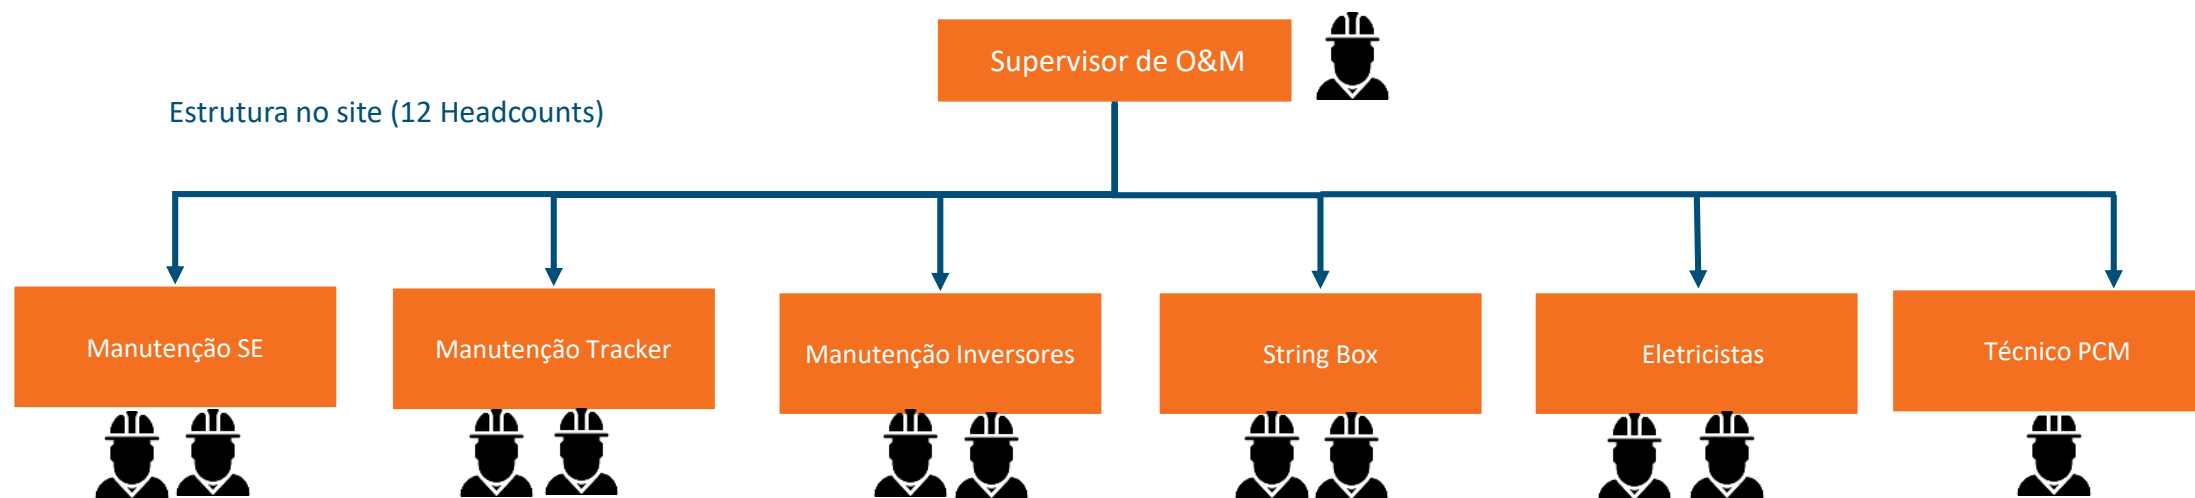 Supervisor de O&M
Estrutura no site (12 Headcounts)
Manutenção SE
Manutenção Tracker
Manutenção Inversores
String Box
Eletricistas
Técnico PCM